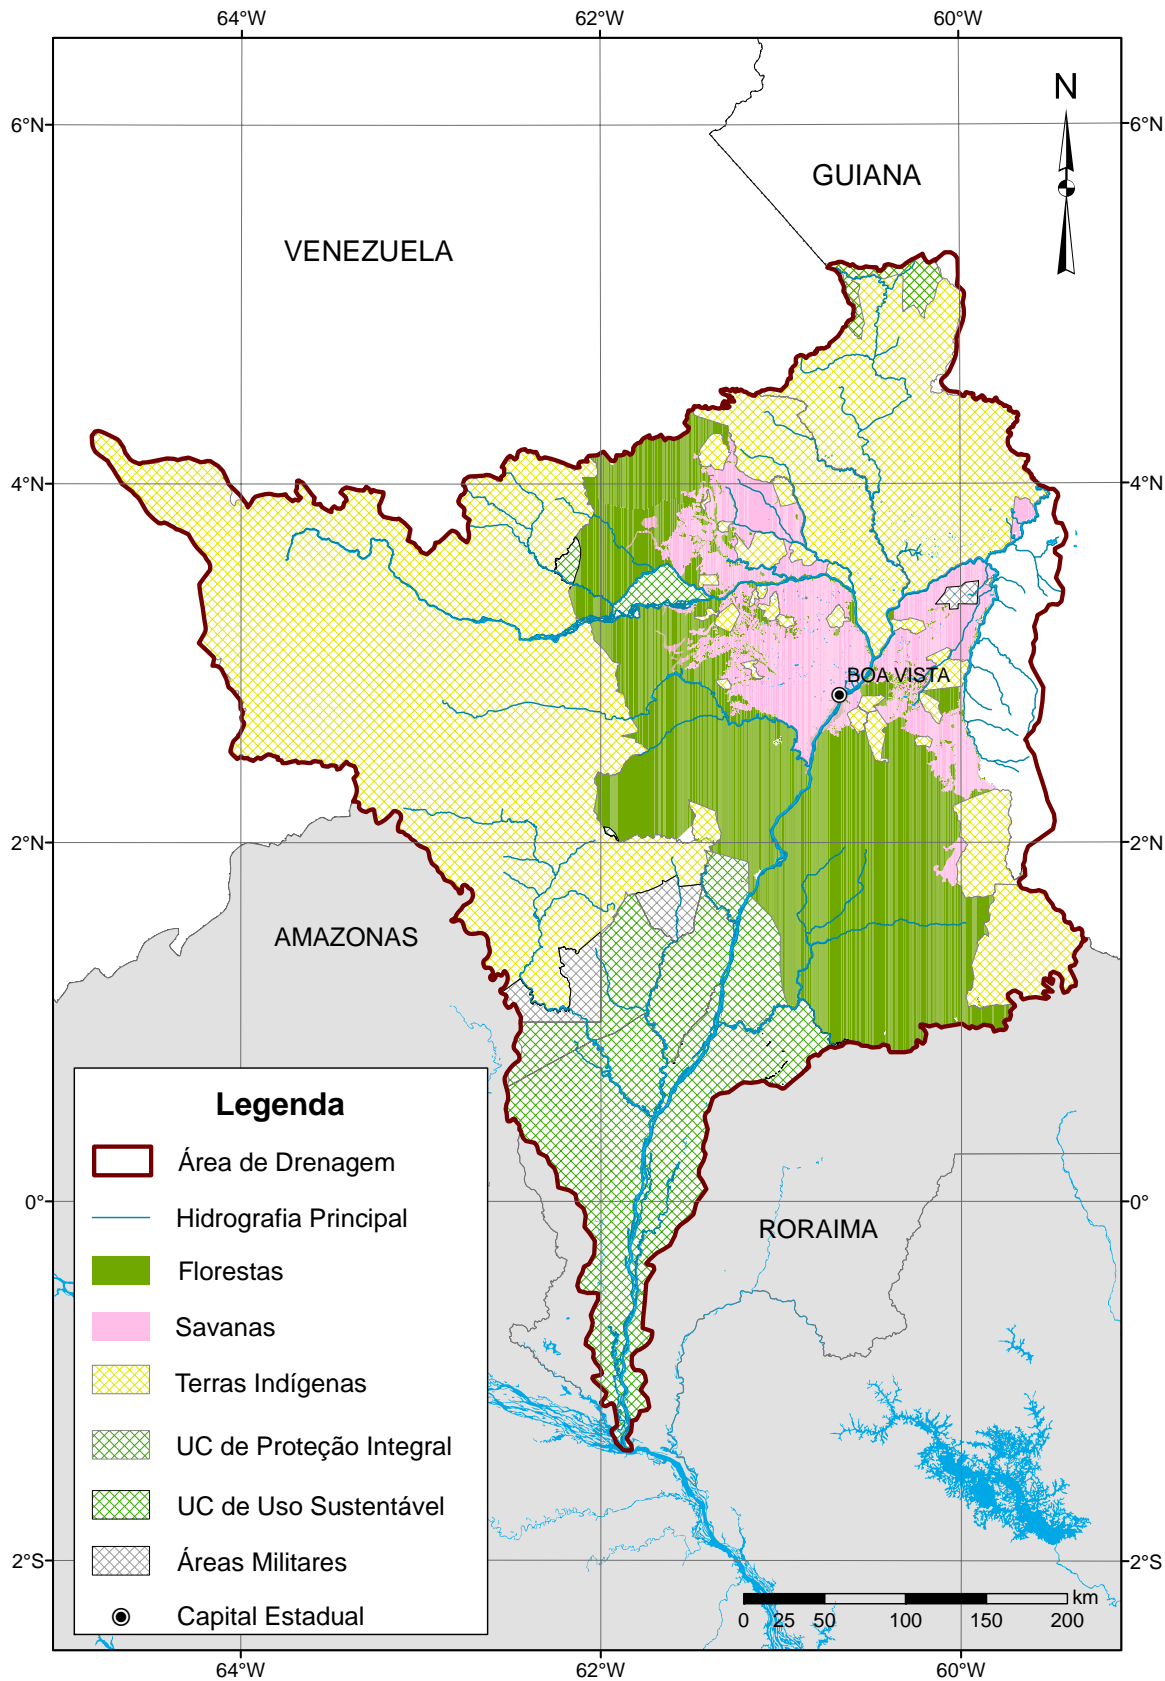 64°W 62°W 60°W
N
6°N 6°N
GUIANA
VENEZUELA
4°N 4°N
BOA VISTA
2°N 2°N
AMAZONAS
Legenda
Área de Drenagem
Hidrografia Principal
Florestas
Savanas
Terras Indígenas
UC de Proteção Integral
UC de Uso Sustentável
Áreas Militares
Capital Estadual
0° 0°
RORAIMA
2°S 2°S
km
0 25 50 100 150 200
64°W 62°W 60°W